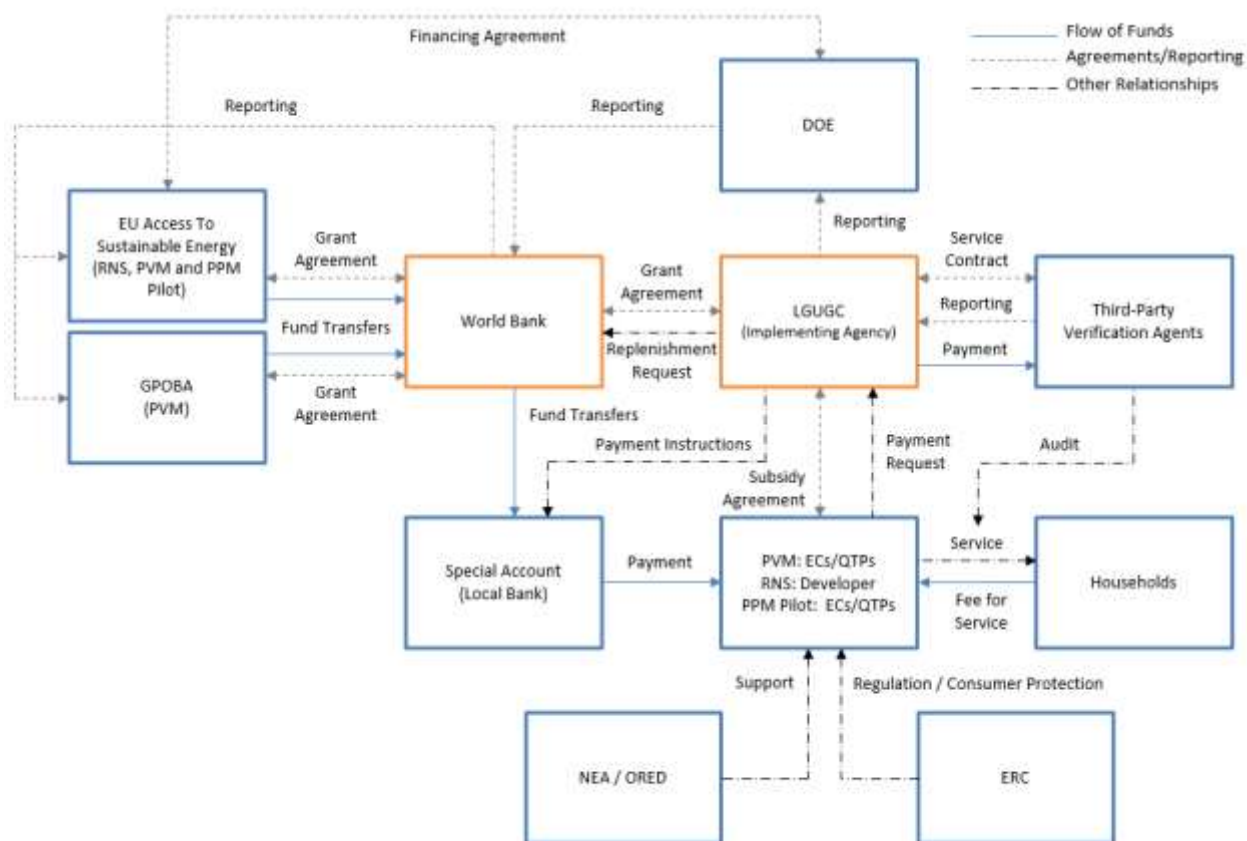 Financing Agreement
Flow of Funds
Agreements/Reporting
Other Relationships
Reporting
Reporting
DOE
EU Access To
Sustainable Energy
(RNS, PVM and PPM
Pilot)
Grant
Agreement
Fund Transfers
GPOBA
(PVM)
Grant
Agreement
World Bank
Grant
Agreement
Replenishment
Request
Reporting
LGUGC
(Implementing Agency)
Service
Contract
Reporting
Payment
Third-Party
Verification Agents
Fund Transfers
Payment Instructions
Subsidy
Agreement
Payment
Request
Audit
Special Account
(Local Bank)
Payment
PVM: ECs/QTPs
RNS: Developer
PPM Pilot: ECs/QTPs
Service
Fee for
Service
Households
Support
Regulation / Consumer Protection
NEA / ORED
ERC